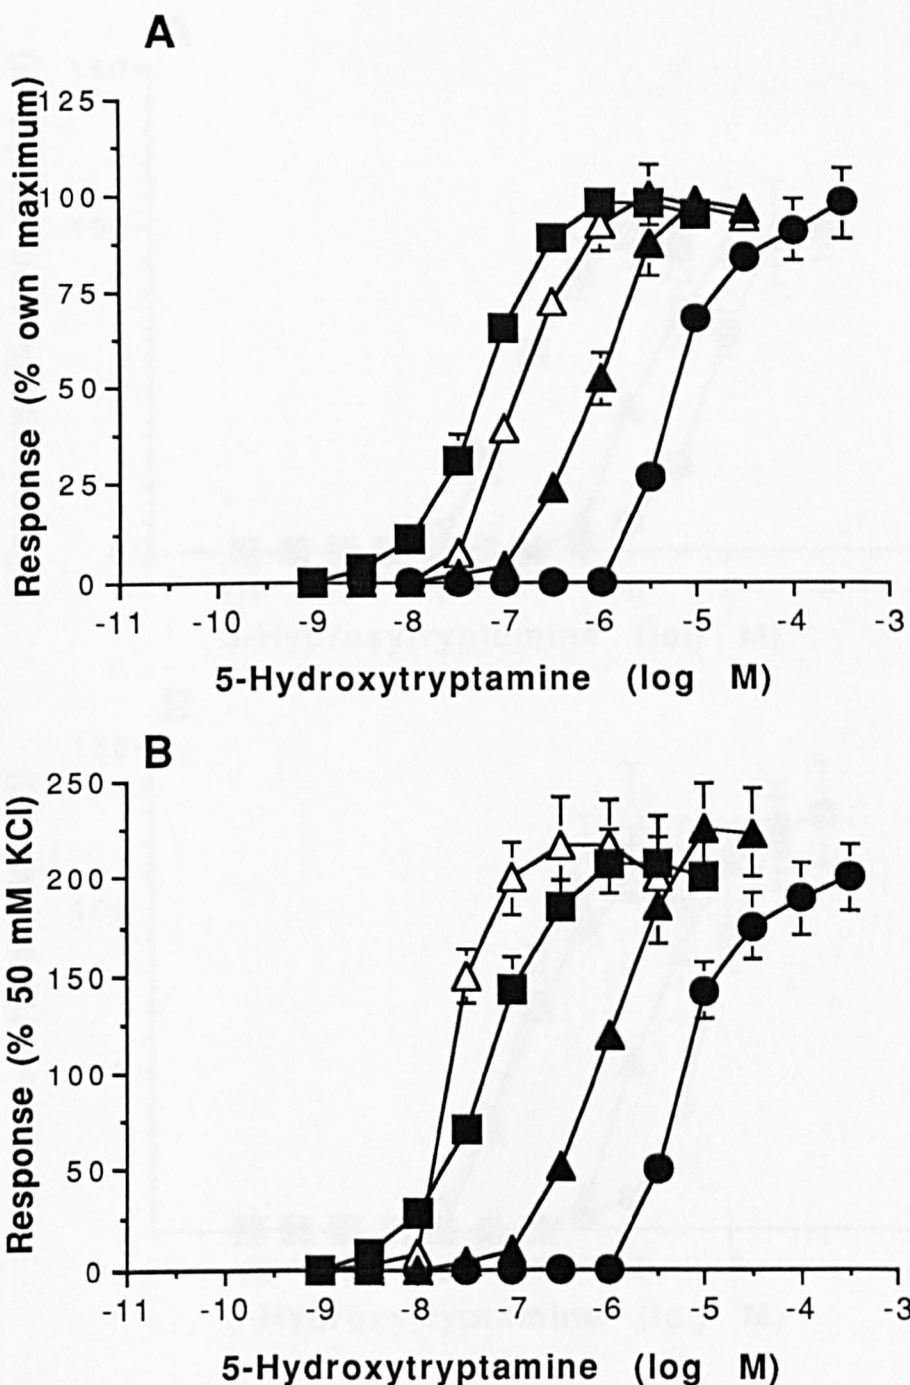 A
Response (% own maximum)
125
100
75
50
25
0
-11 -10 -9 -8 -7 -6 -5 -4 -3
5-Hydroxytryptamine (log M)
B
Response (% 50 mM KCl)
250
200
150
100
50
0
-11 -10 -9 -8 -7 -6 -5 -4 -3
5-Hydroxytryptamine (log M)